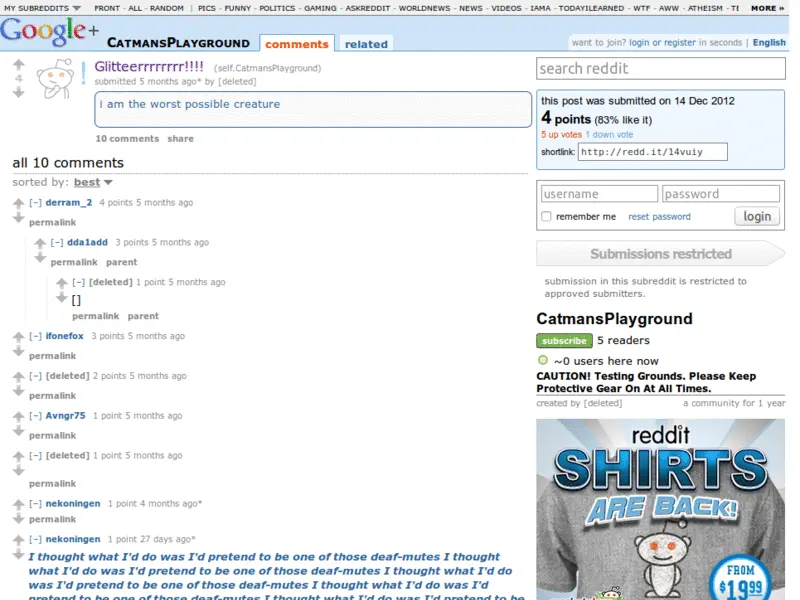 MY SUBREDDITS FRONT - ALL - RANDOM | PICS - FUNNY - POLITICS - GAMING - ASKREDDIT - WORLDNEWS - NEWS - VIDEOS - IAMA - TODAYILEARNED - WTF - AWW - ATHEISM - TE MORE »
Google+ CATMANSPLAYGROUND comments related
want to join? login or register in seconds | English
Glitteerrrrrrrr!!!! (self.CatmansPlayground)
4
submitted 5 months ago* by [deleted]
I am the worst possible creature
10 comments share
all 10 comments
sorted by: best
[–] derram_2 4 points 5 months ago
permalink
[–] dda1add 3 points 5 months ago
permalink parent
[–] [deleted] 1 point 5 months ago
[]
permalink parent
[–] ifonefox 3 points 5 months ago
permalink
[–] [deleted] 2 points 5 months ago
permalink
[–] Avngr75 1 point 5 months ago
permalink
[–] [deleted] 1 point 5 months ago
permalink
[–] nekoningen 1 point 4 months ago*
permalink
[–] nekoningen 1 point 27 days ago*
I thought what I'd do was I'd pretend to be one of those deaf-mutes I thought
what I'd do was I'd pretend to be one of those deaf-mutes I thought what I'd do
was I'd pretend to be one of those deaf-mutes I thought what I'd do was I'd
pretend to be one of those deaf-mutes I thought what I'd do was I'd pretend to be
search reddit
this post was submitted on 14 Dec 2012
4 points (83% like it)
5 up votes 1 down vote
shortlink: http://redd.it/14vuiy
username password
remember me reset password login
Submissions restricted
submission in this subreddit is restricted to
approved submitters.
CatmansPlayground
subscribe 5 readers
~0 users here now
CAUTION! Testing Grounds. Please Keep
Protective Gear On At All Times.
created by [deleted] a community for 1 year
reddit
SHIRTS
ARE BACK!
FROM
$19.99